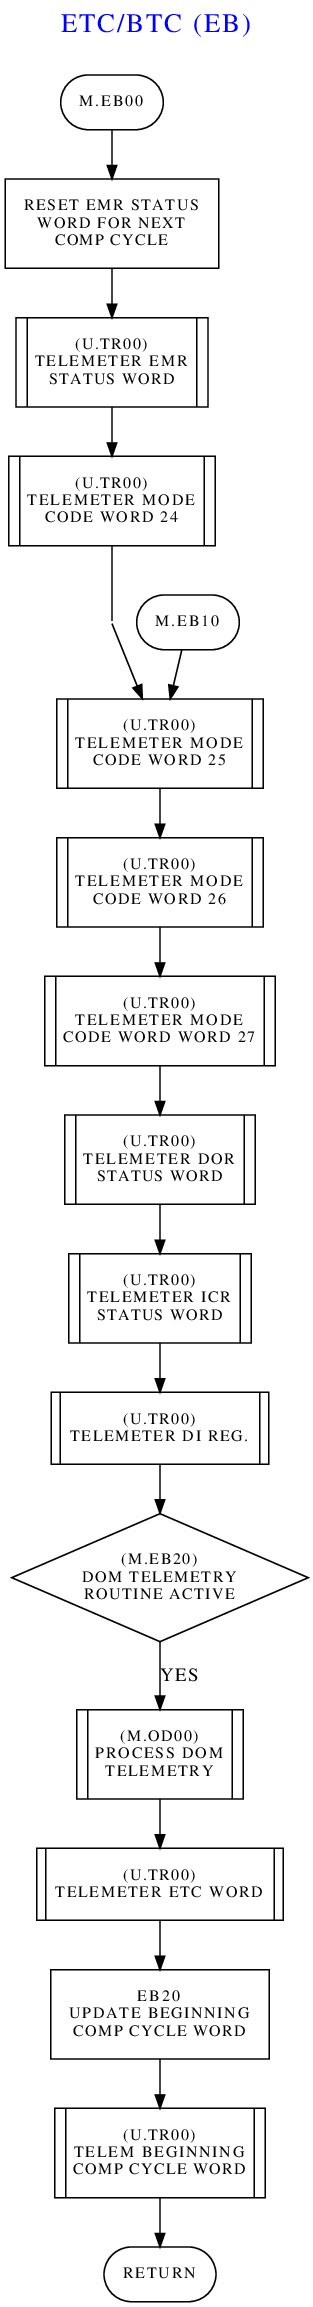 ETC/BTC (EB)
M.EB00
RESET EMR STATUS
WORD FOR NEXT
COMP CYCLE
(U.TR00)
TELEMETER EMR
STATUS WORD
(U.TR00)
TELEMETER MODE
CODE WORD 24
M.EB10
(U.TR00)
TELEMETER MODE
CODE WORD 25
(U.TR00)
TELEMETER MODE
CODE WORD 26
(U.TR00)
TELEMETER MODE
CODE WORD WORD 27
(U.TR00)
TELEMETER DOR
STATUS WORD
(U.TR00)
TELEMETER ICR
STATUS WORD
(U.TR00)
TELEMETER DI REG.
(M.EB20)
DOM TELEMETRY
ROUTINE ACTIVE
YES
(M.OD00)
PROCESS DOM
TELEMETRY
(U.TR00)
TELEMETER ETC WORD
EB20
UPDATE BEGINNING
COMP CYCLE WORD
(U.TR00)
TELEM BEGINNING
COMP CYCLE WORD
RETURN